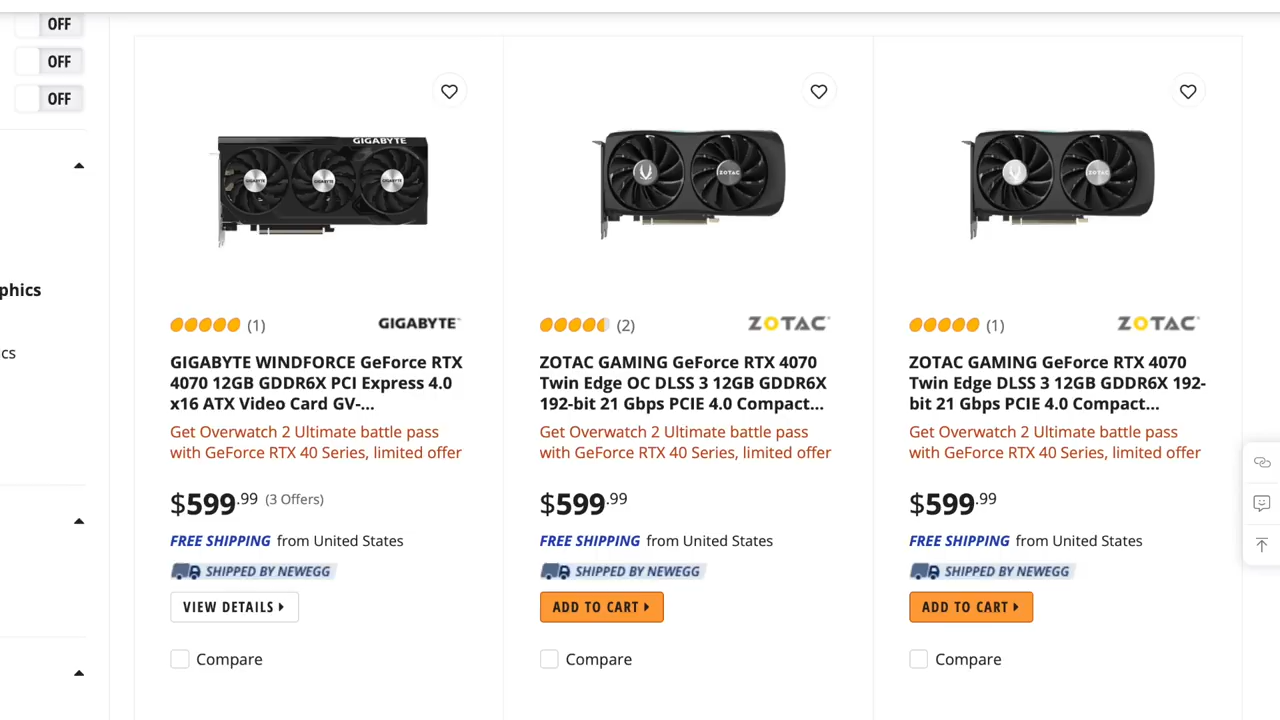 OFF
OFF
OFF
phics
cs
GIGABYTE
GIGABYTE
GIGABYTE
GIGABYTE
ZOTAC
ZOTAC
(1)
GIGABYTE
GIGABYTE WINDFORCE GeForce RTX
4070 12GB GDDR6X PCI Express 4.0
x16 ATX Video Card GV-...
Get Overwatch 2 Ultimate battle pass
with GeForce RTX 40 Series, limited offer
$599.99 (3 Offers)
FREE SHIPPING from United States
SHIPPED BY NEWEGG
VIEW DETAILS
Compare
(2)
ZOTAC
ZOTAC GAMING GeForce RTX 4070
Twin Edge OC DLSS 3 12GB GDDR6X
192-bit 21 Gbps PCIE 4.0 Compact...
Get Overwatch 2 Ultimate battle pass
with GeForce RTX 40 Series, limited offer
$599.99
FREE SHIPPING from United States
SHIPPED BY NEWEGG
ADD TO CART
Compare
(1)
ZOTAC
ZOTAC GAMING GeForce RTX 4070
Twin Edge DLSS 3 12GB GDDR6X 192-
bit 21 Gbps PCIE 4.0 Compact...
Get Overwatch 2 Ultimate battle pass
with GeForce RTX 40 Series, limited offer
$599.99
FREE SHIPPING from United States
SHIPPED BY NEWEGG
ADD TO CART
Compare